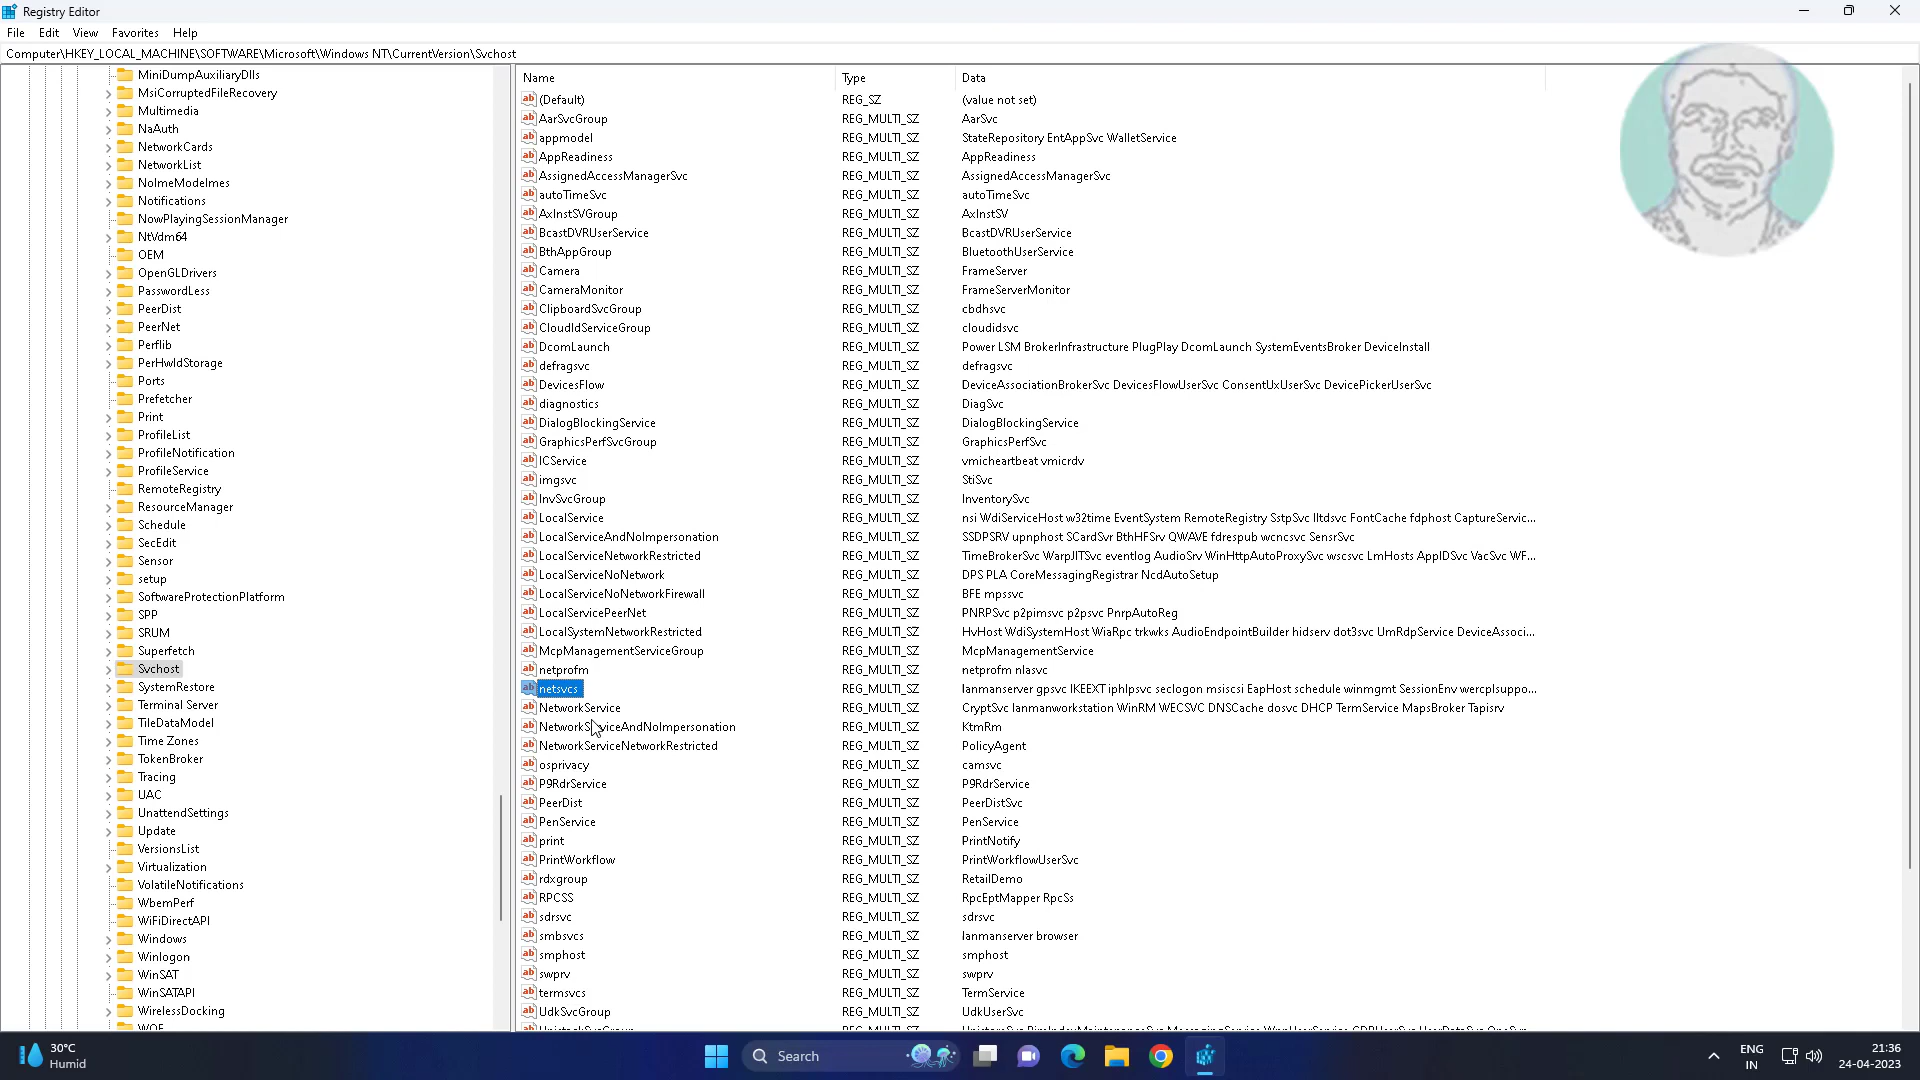 Registry Editor
File Edit View Favorites Help
Computer\HKEY_LOCAL_MACHINE\SOFTWARE\Microsoft\Windows NT\CurrentVersion\Svchost
MiniDumpAuxiliaryDlls
MsiCorruptedFileRecovery
Multimedia
NaAuth
NetworkCards
NetworkList
NoImeModeImes
Notifications
NowPlayingSessionManager
NtVdm64
OEM
OpenGLDrivers
PasswordLess
PeerDist
PeerNet
Perflib
PerHwIdStorage
Ports
Prefetcher
Print
ProfileList
ProfileNotification
ProfileService
RemoteRegistry
ResourceManager
Schedule
SecEdit
Sensor
setup
SoftwareProtectionPlatform
SPP
SRUM
Superfetch
Svchost
SystemRestore
Terminal Server
TileDataModel
Time Zones
TokenBroker
Tracing
UAC
UnattendSettings
Update
VersionsList
Virtualization
VolatileNotifications
WbemPerf
WiFiDirectAPI
Windows
Winlogon
WinSAT
WinSATAPI
WirelessDocking
WOF
Name Type Data
(Default) REG_SZ (value not set)
AarSvcGroup REG_MULTI_SZ AarSvc
appmodel REG_MULTI_SZ StateRepository EntAppSvc WalletService
AppReadiness REG_MULTI_SZ AppReadiness
AssignedAccessManagerSvc REG_MULTI_SZ AssignedAccessManagerSvc
autoTimeSvc REG_MULTI_SZ autoTimeSvc
AxInstSVGroup REG_MULTI_SZ AxInstSV
BcastDVRUserService REG_MULTI_SZ BcastDVRUserService
BthAppGroup REG_MULTI_SZ BluetoothUserService
Camera REG_MULTI_SZ FrameServer
CameraMonitor REG_MULTI_SZ FrameServerMonitor
ClipboardSvcGroup REG_MULTI_SZ cbdhsvc
CloudIdServiceGroup REG_MULTI_SZ cloudidsvc
DcomLaunch REG_MULTI_SZ Power LSM BrokerInfrastructure PlugPlay DcomLaunch SystemEventsBroker DeviceInstall
defragsvc REG_MULTI_SZ defragsvc
DevicesFlow REG_MULTI_SZ DeviceAssociationBrokerSvc DevicesFlowUserSvc ConsentUxUserSvc DevicePickerUserSvc
diagnostics REG_MULTI_SZ DiagSvc
DialogBlockingService REG_MULTI_SZ DialogBlockingService
GraphicsPerfSvcGroup REG_MULTI_SZ GraphicsPerfSvc
ICService REG_MULTI_SZ vmicheartbeat vmicrdv
imgsvc REG_MULTI_SZ StiSvc
InvSvcGroup REG_MULTI_SZ InventorySvc
LocalService REG_MULTI_SZ nsi WdiServiceHost w32time EventSystem RemoteRegistry SstpSvc lltdsvc FontCache fdphost CaptureServic...
LocalServiceAndNoImpersonation REG_MULTI_SZ SSDPSRV upnphost SCardSvr BthHFSrv QWAVE fdrespub wcncsvc SensrSvc
LocalServiceNetworkRestricted REG_MULTI_SZ TimeBrokerSvc WarpJITSvc eventlog AudioSrv WinHttpAutoProxySvc wscsvc LmHosts AppIDSvc VacSvc WF...
LocalServiceNoNetwork REG_MULTI_SZ DPS PLA CoreMessagingRegistrar NcdAutoSetup
LocalServiceNoNetworkFirewall REG_MULTI_SZ BFE mpssvc
LocalServicePeerNet REG_MULTI_SZ PNRPSvc p2pimsvc p2psvc PnrpAutoReg
LocalSystemNetworkRestricted REG_MULTI_SZ HvHost WdiSystemHost WiaRpc trkwks AudioEndpointBuilder hidserv dot3svc UmRdpService DeviceAssoci...
McpManagementServiceGroup REG_MULTI_SZ McpManagementService
netprofm REG_MULTI_SZ netprofm nlasvc
netsvcs REG_MULTI_SZ lanmanserver gpsvc IKEEXT iphlpsvc seclogon msiscsi EapHost schedule winmgmt SessionEnv wercplsuppo...
NetworkService REG_MULTI_SZ CryptSvc lanmanworkstation WinRM WECSVC DNSCache dosvc DHCP TermService MapsBroker Tapisrv
NetworkServiceAndNoImpersonation REG_MULTI_SZ KtmRm
NetworkServiceNetworkRestricted REG_MULTI_SZ PolicyAgent
osprivacy REG_MULTI_SZ camsvc
P9RdrService REG_MULTI_SZ P9RdrService
PeerDist REG_MULTI_SZ PeerDistSvc
PenService REG_MULTI_SZ PenService
print REG_MULTI_SZ PrintNotify
PrintWorkflow REG_MULTI_SZ PrintWorkflowUserSvc
rdxgroup REG_MULTI_SZ RetailDemo
RPCSS REG_MULTI_SZ RpcEptMapper RpcSs
sdrsvc REG_MULTI_SZ sdrsvc
smbsvcs REG_MULTI_SZ lanmanserver browser
smphost REG_MULTI_SZ smphost
swprv REG_MULTI_SZ swprv
termsvcs REG_MULTI_SZ TermService
UdkSvcGroup REG_MULTI_SZ UdkUserSvc
30°C
Humid
Search
ENG
IN
21:36
24-04-2023